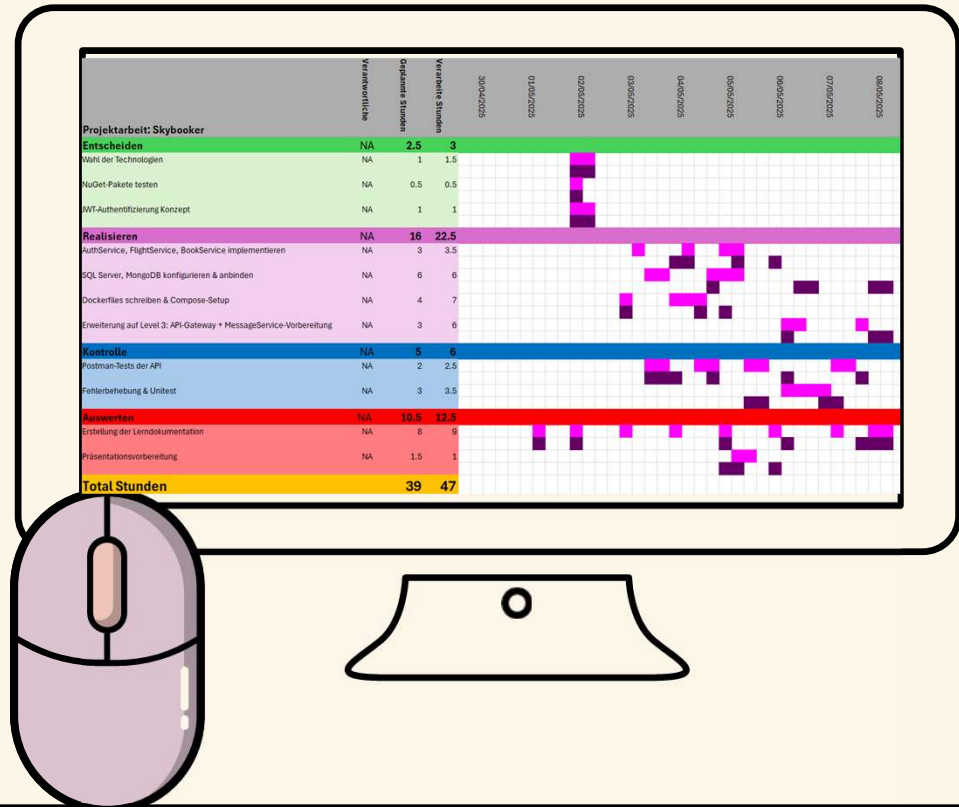 Projektarbeit: Skybooker Verantwortliche Geplannte Stunden Verarbeite Stunden 30/04/2025 01/05/2025 02/05/2025 03/05/2025 04/05/2025 05/05/2025 06/05/2025 07/05/2025 08/05/2025
Entscheiden NA 2.5 3
Wahl der Technologien NA 1 1.5
NuGet-Pakete testen NA 0.5 0.5
JWT-Authentifizierung Konzept NA 1 1
Realisieren NA 16 22.5
AuthService, FlightService, BookService implementieren NA 3 3.5
SQL Server, MongoDB konfigurieren & anbinden NA 6 6
Dockerfiles schreiben & Compose-Setup NA 4 7
Erweiterung auf Level 3: API-Gateway + MessageService-Vorbereitung NA 3 6
Kontrolle NA 5 6
Postman-Tests der API NA 2 2.5
Fehlerbehebung & Unitest NA 3 3.5
Auswerten NA 10.5 12.5
Erstellung der Lerndokumentation NA 8 9
Präsentationsvorbereitung NA 1.5 1
Total Stunden 39 47